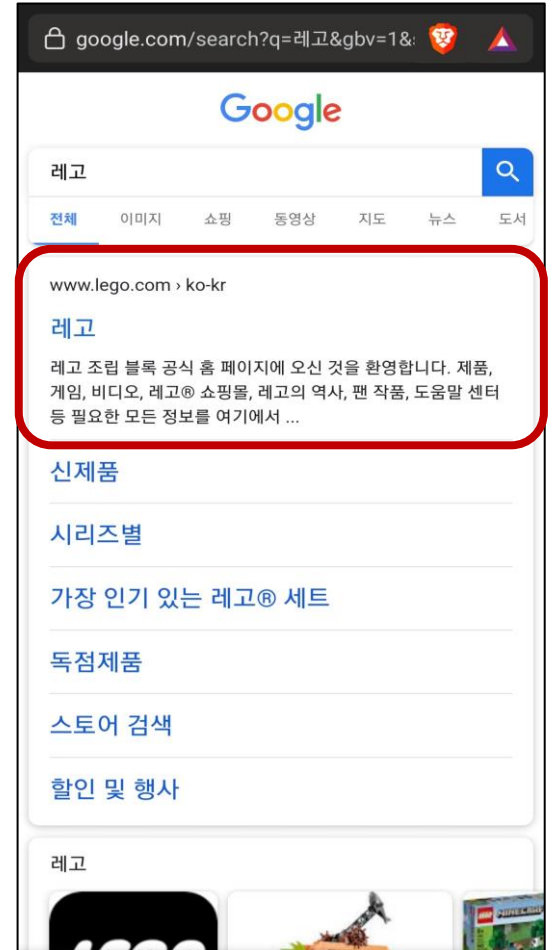 google.com/search?q=레고&gbv=1&
Google
레고
전체 이미지 쇼핑 동영상 지도 뉴스 도서
www.lego.com › ko-kr
레고
레고 조립 블록 공식 홈 페이지에 오신 것을 환영합니다. 제품,
게임, 비디오, 레고® 쇼핑몰, 레고의 역사, 팬 작품, 도움말 센터
등 필요한 모든 정보를 여기에서 ...
신제품
시리즈별
가장 인기 있는 레고® 세트
독점제품
스토어 검색
할인 및 행사
레고
LEGO
MINECRAFT